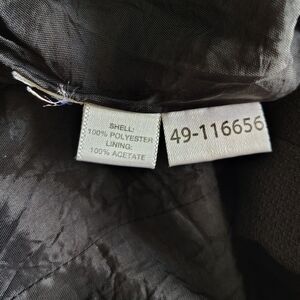 SHELL:
100% POLYESTER
LINING:
100% ACETATE
49-116656